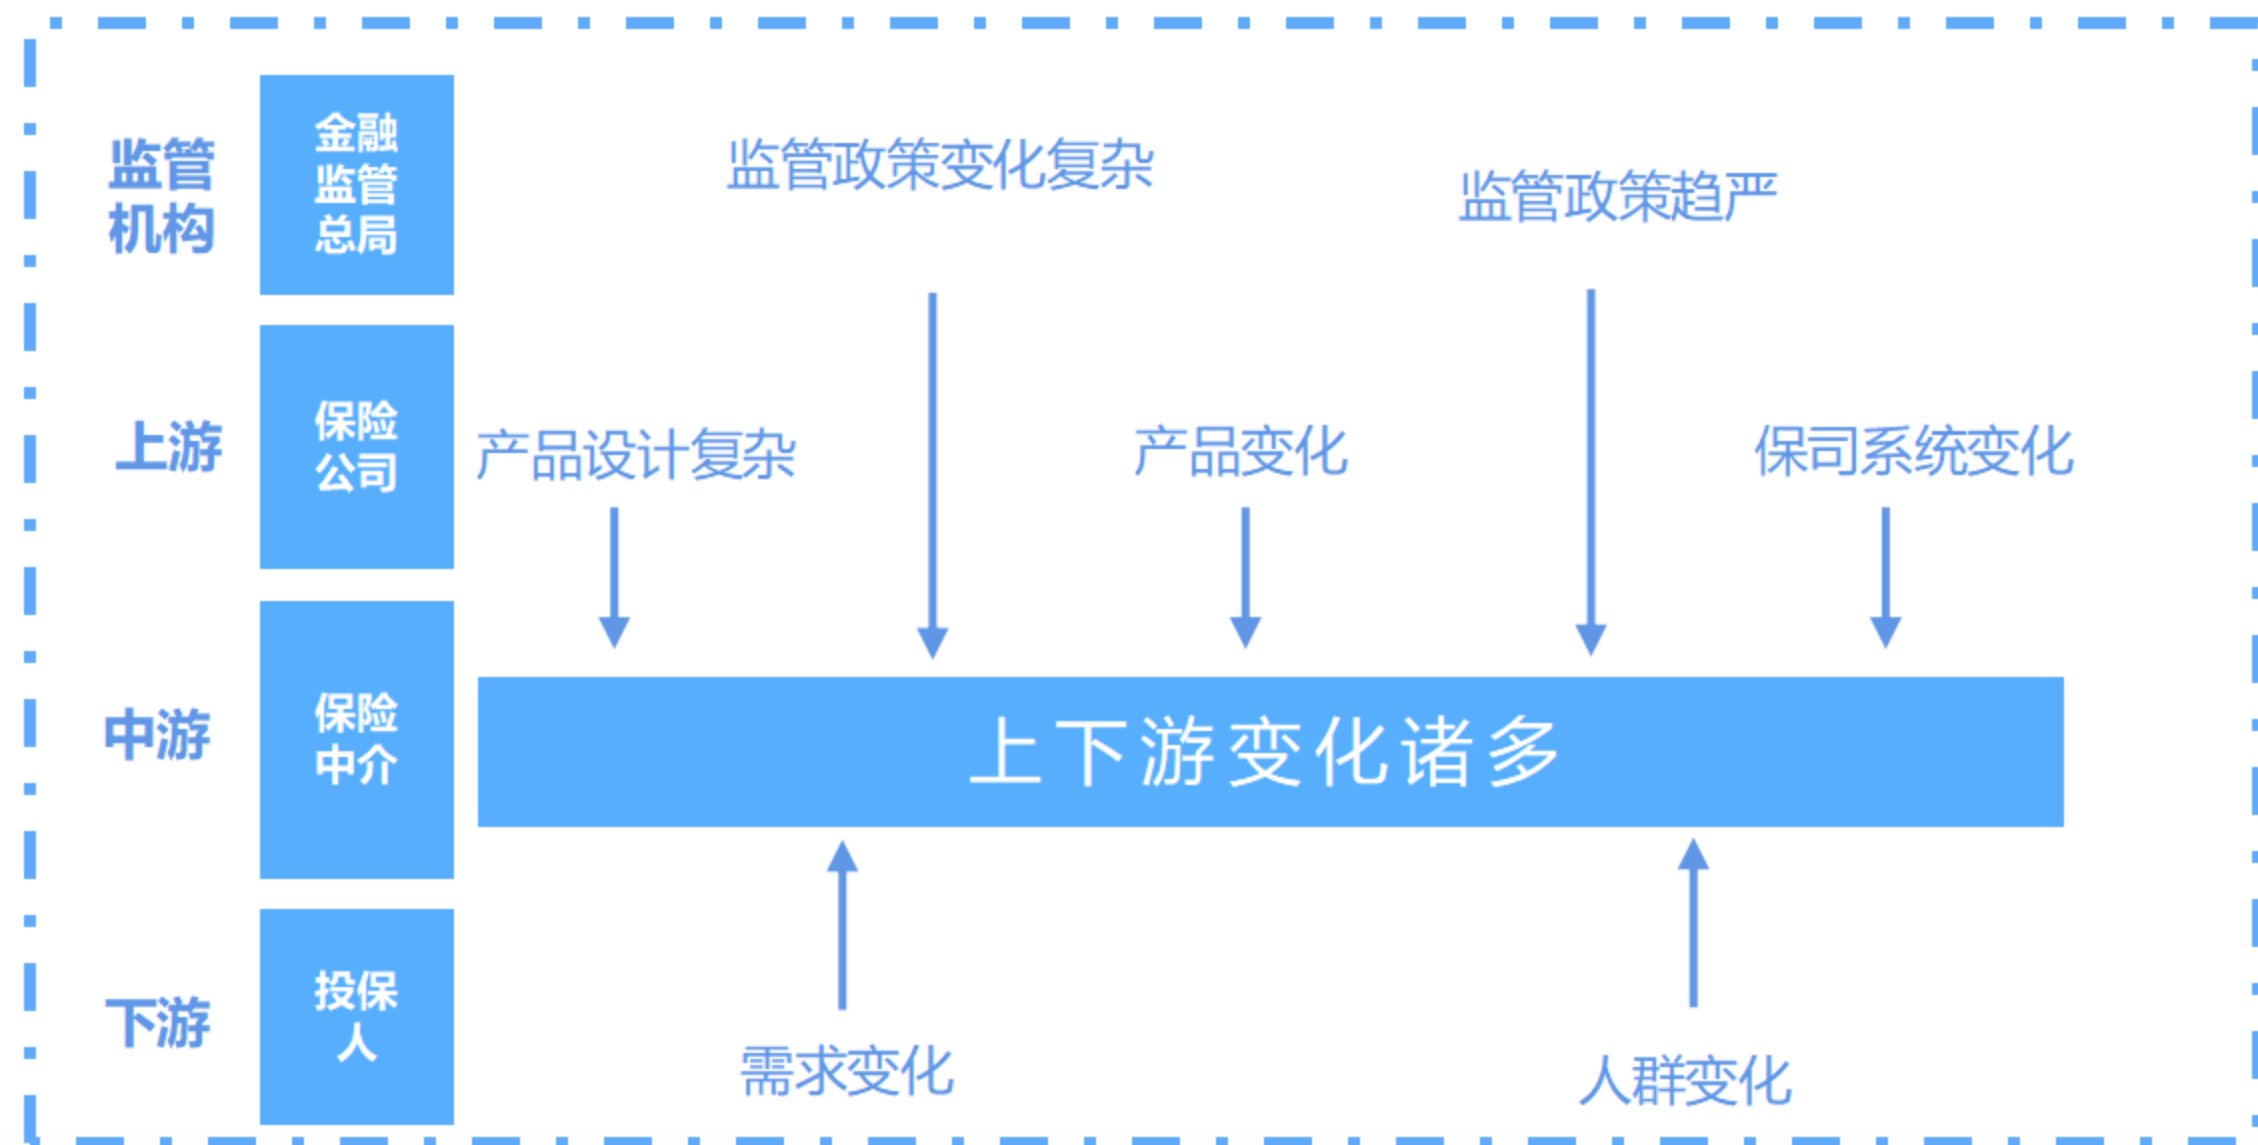 监管
机构
金融
监管
总局
监管政策变化复杂
监管政策趋严
上游
保险
公司
产品设计复杂
产品变化
保司系统变化
中游
保险
中介
上下游变化诸多
下游
投保
人
需求变化
人群变化